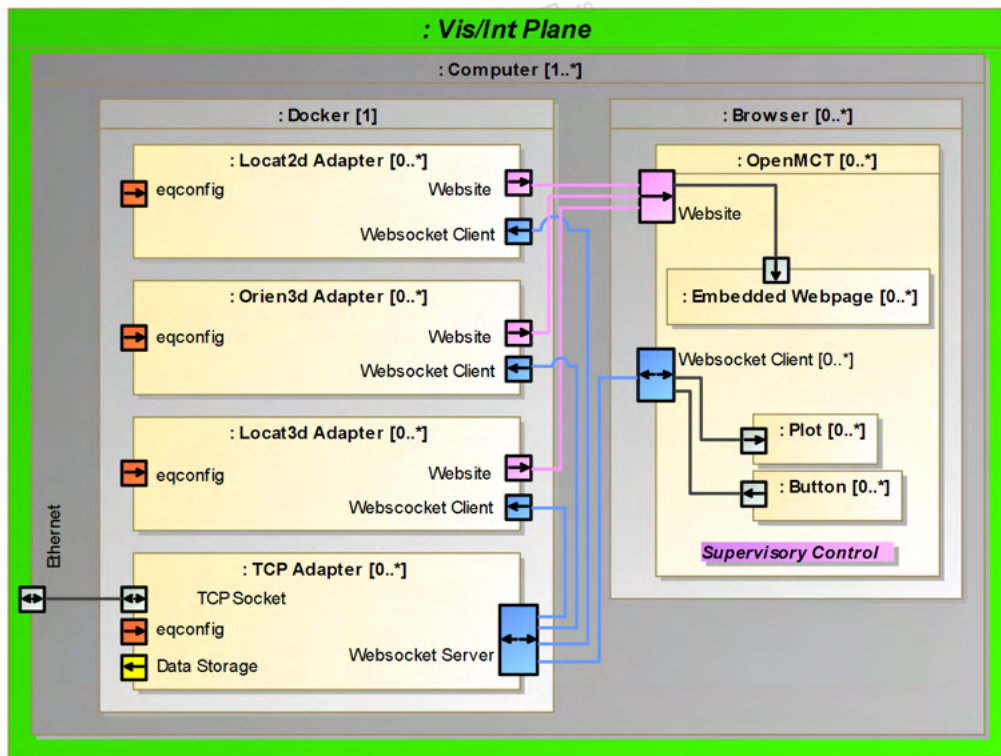 : Vis/Int Plane
: Computer [1..*]
: Docker [1]
: Locat2d Adapter [0..*]
eqconfig
Website
Websocket Client
: Orien3d Adapter [0..*]
eqconfig
Website
Websocket Client
: Locat3d Adapter [0..*]
eqconfig
Website
Webscocket Client
: TCP Adapter [0..*]
TCP Socket
eqconfig
Data Storage
Websocket Server
Ethernet
: Browser [0..*]
: OpenMCT [0..*]
Website
: Embedded Webpage [0..*]
Websocket Client [0..*]
: Plot [0..*]
: Button [0..*]
Supervisory Control